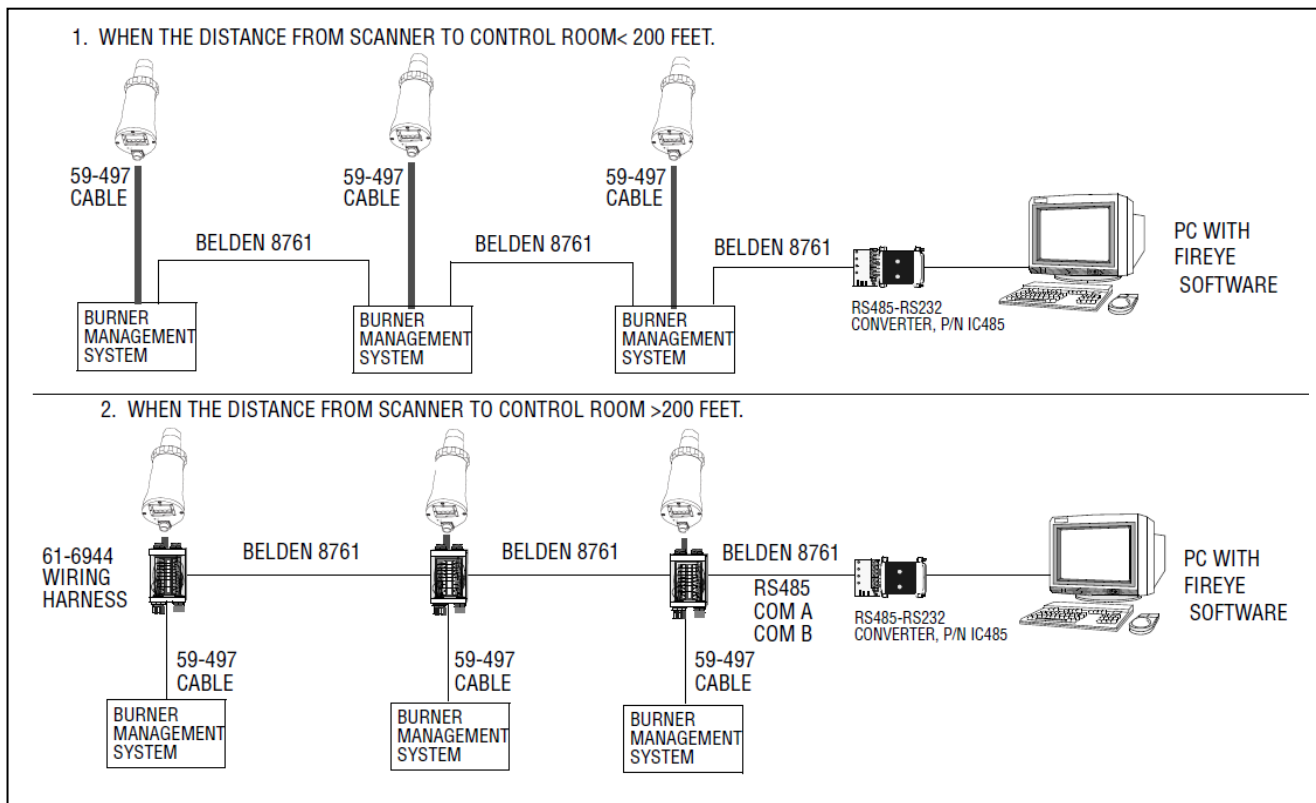 1. WHEN THE DISTANCE FROM SCANNER TO CONTROL ROOM< 200 FEET.
59-497
CABLE
59-497
CABLE
59-497
CABLE
BELDEN 8761
BELDEN 8761
BELDEN 8761
PC WITH
FIREYE
SOFTWARE
RS485-RS232
CONVERTER, P/N IC485
BURNER
MANAGEMENT
SYSTEM
BURNER
MANAGEMENT
SYSTEM
BURNER
MANAGEMENT
SYSTEM
2. WHEN THE DISTANCE FROM SCANNER TO CONTROL ROOM >200 FEET.
61-6944
WIRING
HARNESS
BELDEN 8761
BELDEN 8761
BELDEN 8761
RS485
COM A
COM B
RS485-RS232
CONVERTER, P/N IC485
PC WITH
FIREYE
SOFTWARE
59-497
CABLE
59-497
CABLE
59-497
CABLE
BURNER
MANAGEMENT
SYSTEM
BURNER
MANAGEMENT
SYSTEM
BURNER
MANAGEMENT
SYSTEM